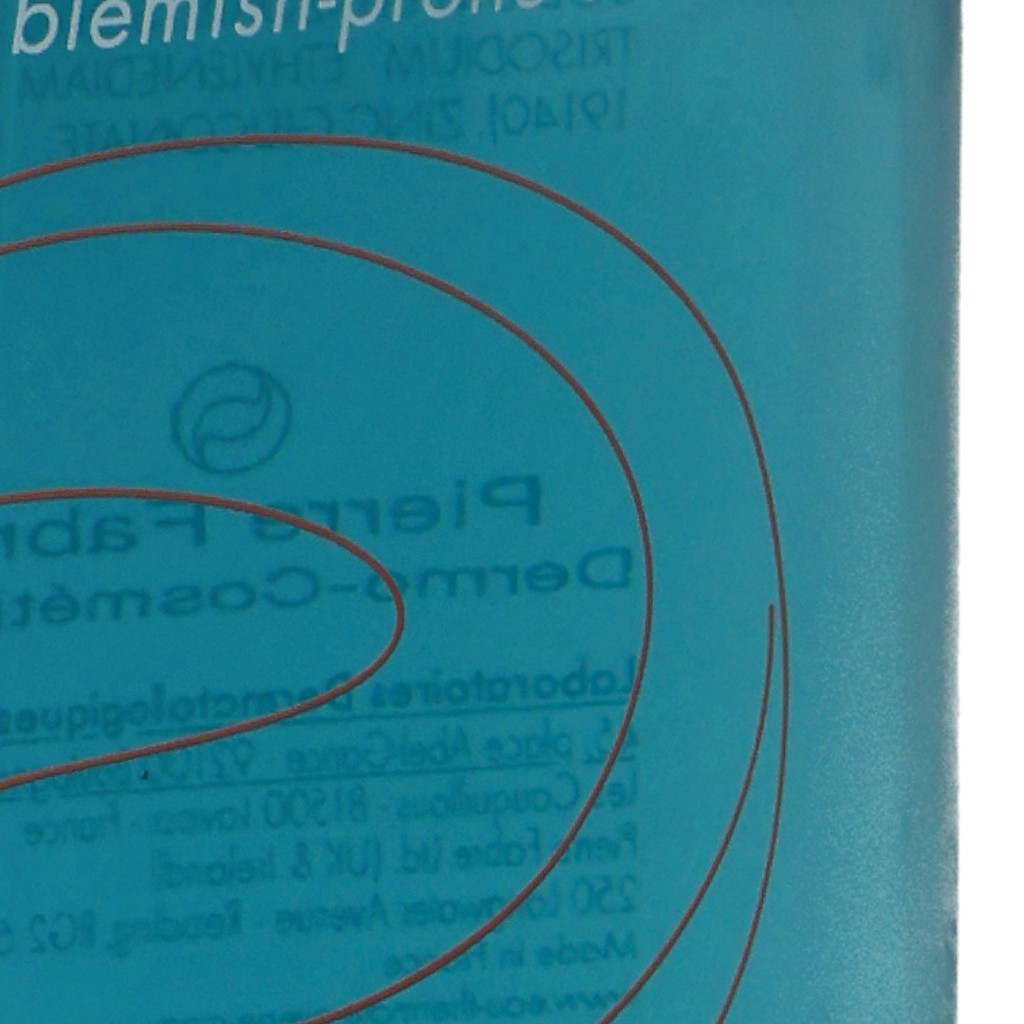 blemish-prone
TRISODIUM ETHYLENEDIAM
19140). ZINC GLUCONATE
Pierre Fabr
Dermo-Cosmét
Laboratoires Dermatologiques
45, place Abel Gance - 92100
Les Cauquillous - 81500 Lavaur - France
Pierre Fabre Ltd. (UK & Ireland)
250 Longwater Avenue - Reading, RG2 6
Made in France